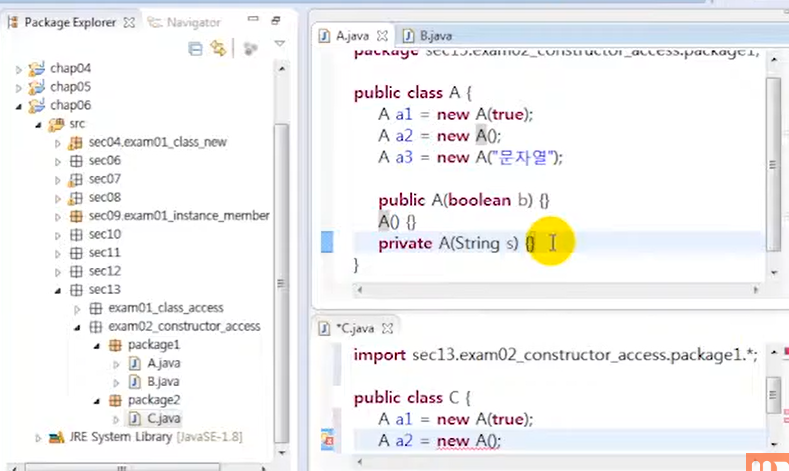 Package Explorer
Navigator
chap04
chap05
chap06
src
sec04.exam01_class_new
sec06
sec07
sec08
sec09.exam01_instance_member
sec10
sec11
sec12
sec13
exam01_class_access
exam02_constructor_access
package1
A.java
B.java
package2
C.java
JRE System Library [JavaSE-1.8]
A.java
B.java
package sec13.exam02_constructor_access.package1;
public class A {
A a1 = new A(true);
A a2 = new A();
A a3 = new A("문자열");
public A(boolean b) {}
A() {}
private A(String s) {}
}
*C.java
import sec13.exam02_constructor_access.package1.*;
public class C {
A a1 = new A(true);
A a2 = new A();